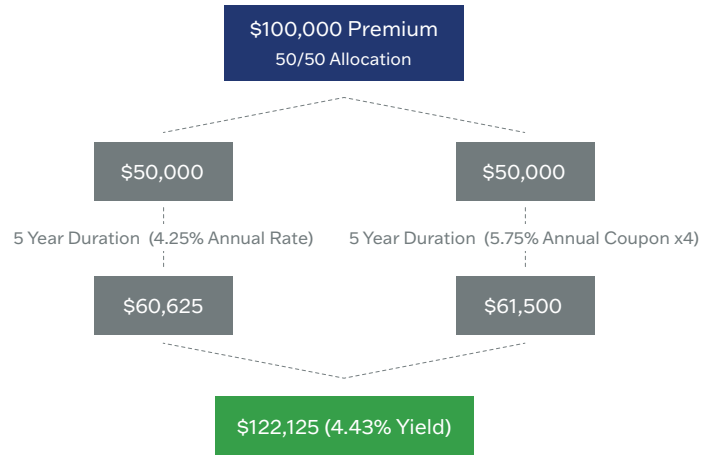 $100,000 Premium
50/50 Allocation
$50,000
$50,000
5 Year Duration (4.25% Annual Rate)
5 Year Duration (5.75% Annual Coupon x4)
$60,625
$61,500
$122,125 (4.43% Yield)